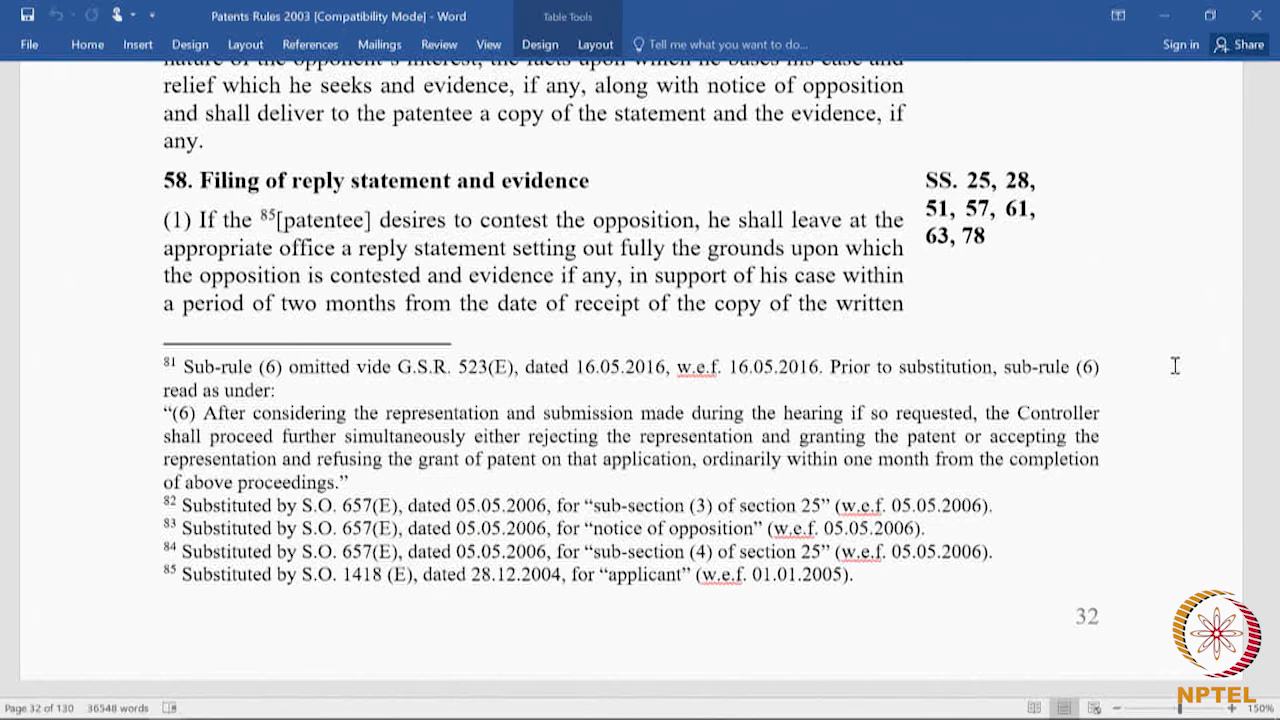 Patents Rules 2003 [Compatibility Mode] - Word
Table Tools
File Home Insert Design Layout References Mailings Review View Design Layout Tell me what you want to do... Sign in Share
nature of the opponent's interest, the facts upon which he bases his case and
relief which he seeks and evidence, if any, along with notice of opposition
and shall deliver to the patentee a copy of the statement and the evidence, if
any.
58. Filing of reply statement and evidence
SS. 25, 28,
51, 57, 61,
63, 78
(1) If the 85[patentee] desires to contest the opposition, he shall leave at the
appropriate office a reply statement setting out fully the grounds upon which
the opposition is contested and evidence if any, in support of his case within
a period of two months from the date of receipt of the copy of the written
81 Sub-rule (6) omitted vide G.S.R. 523(E), dated 16.05.2016, w.e.f. 16.05.2016. Prior to substitution, sub-rule (6)
read as under:
“(6) After considering the representation and submission made during the hearing if so requested, the Controller
shall proceed further simultaneously either rejecting the representation and granting the patent or accepting the
representation and refusing the grant of patent on that application, ordinarily within one month from the completion
of above proceedings.”
82 Substituted by S.O. 657(E), dated 05.05.2006, for “sub-section (3) of section 25” (w.e.f. 05.05.2006).
83 Substituted by S.O. 657(E), dated 05.05.2006, for “notice of opposition” (w.e.f. 05.05.2006).
84 Substituted by S.O. 657(E), dated 05.05.2006, for “sub-section (4) of section 25” (w.e.f. 05.05.2006).
85 Substituted by S.O. 1418 (E), dated 28.12.2004, for “applicant” (w.e.f. 01.01.2005).
32
NPTEL
Page 32 of 130 36548 words 150%